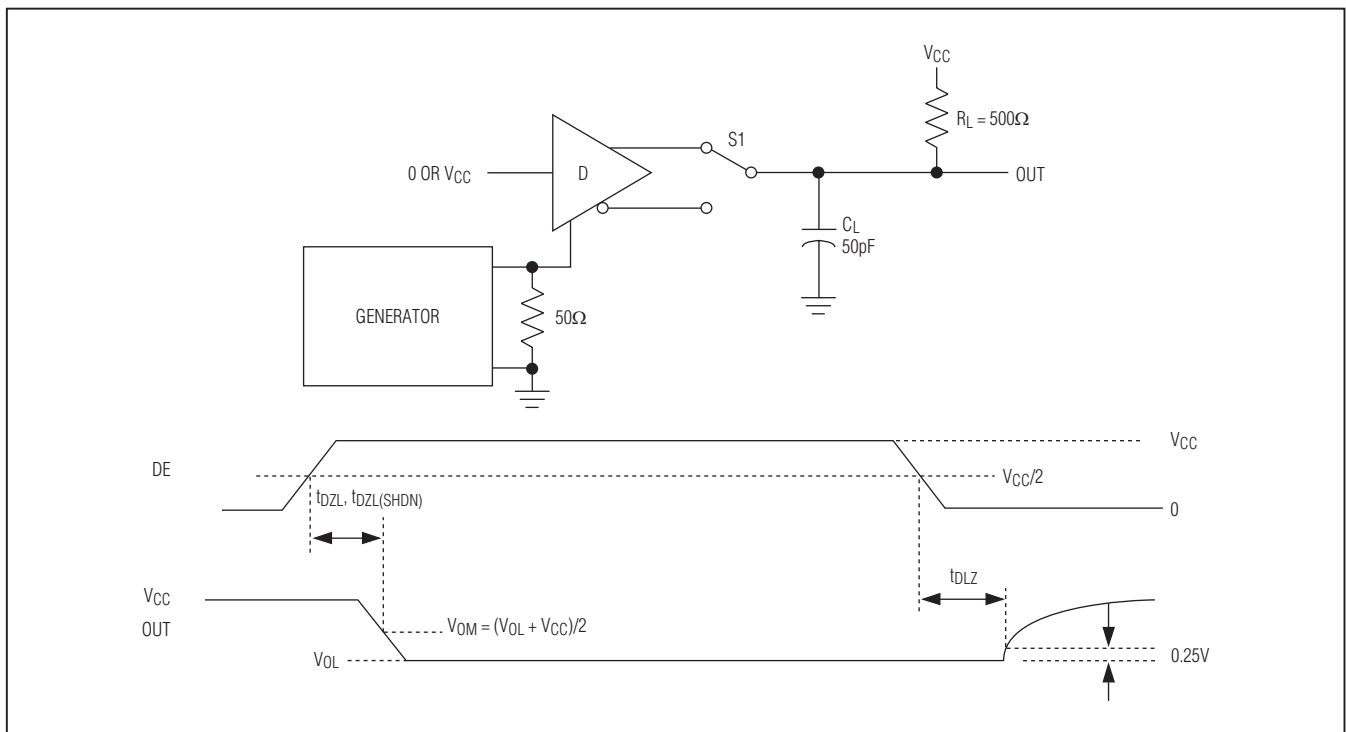 VCC
RL = 500Ω
S1
0 OR VCC
D
OUT
CL
50pF
GENERATOR
50Ω
VCC
DE
VCC/2
tDZL, tDZL(SHDN)
0
tDLZ
VCC
OUT
VOM = (VOL + VCC)/2
VOL
0.25V